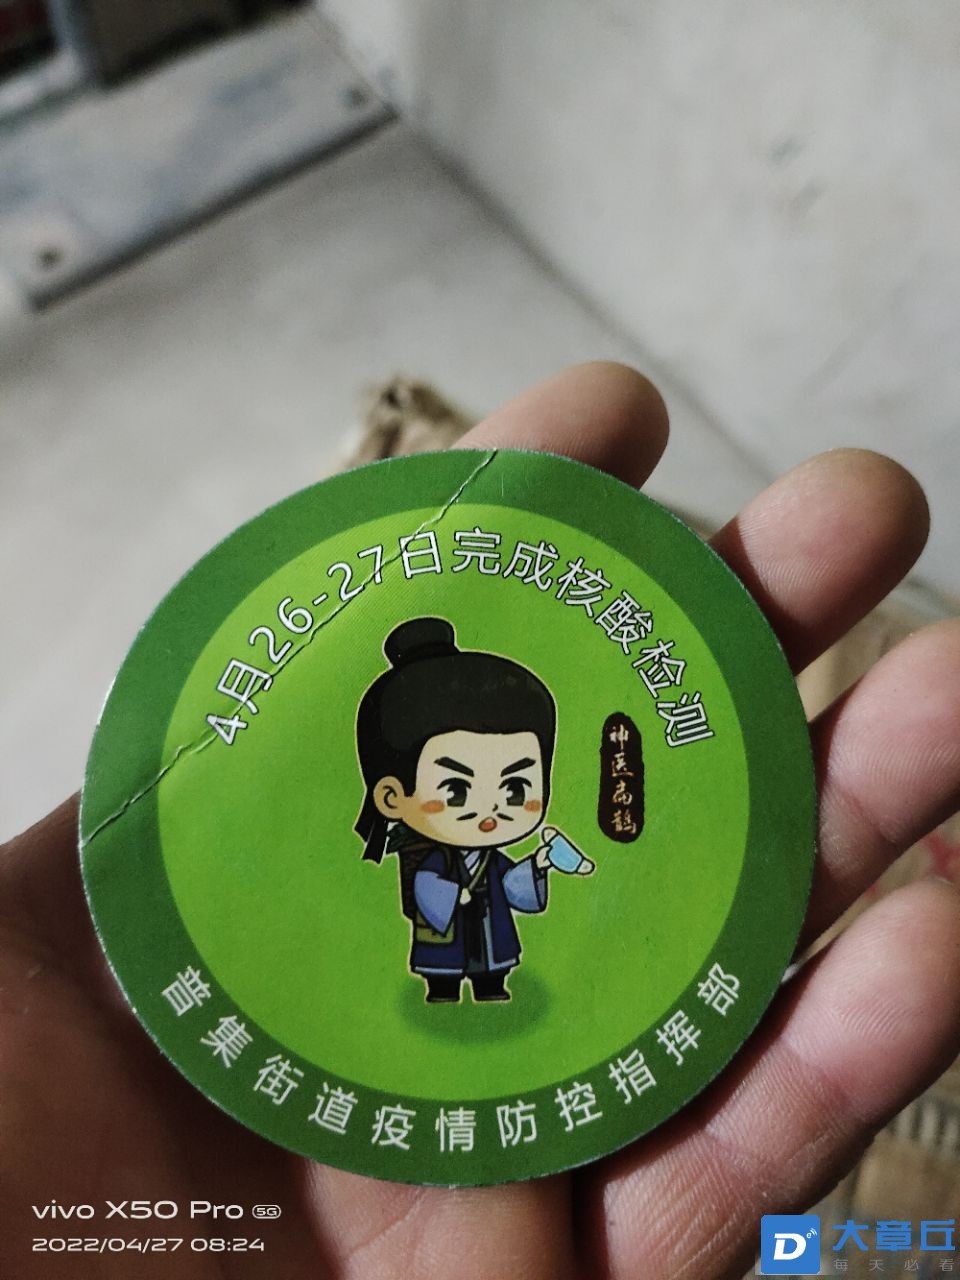 4月26-27日完成核酸检测
神医扁鹊
普集街道疫情防控指挥部
vivo X50 Pro 5G
2022/04/27 08:24
大章丘
每天必看